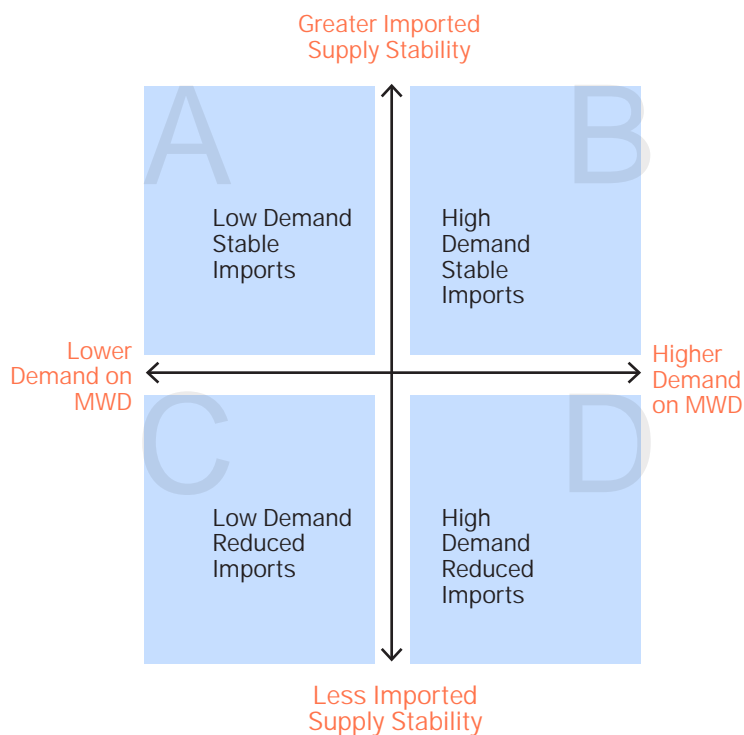 Greater Imported
Supply Stability
A
B
Low Demand
Stable
Imports
High
Demand
Stable
Imports
Lower
Demand on
MWD
Higher
Demand
on MWD
C
D
Low Demand
Reduced
Imports
High
Demand
Reduced
Imports
Less Imported
Supply Stability